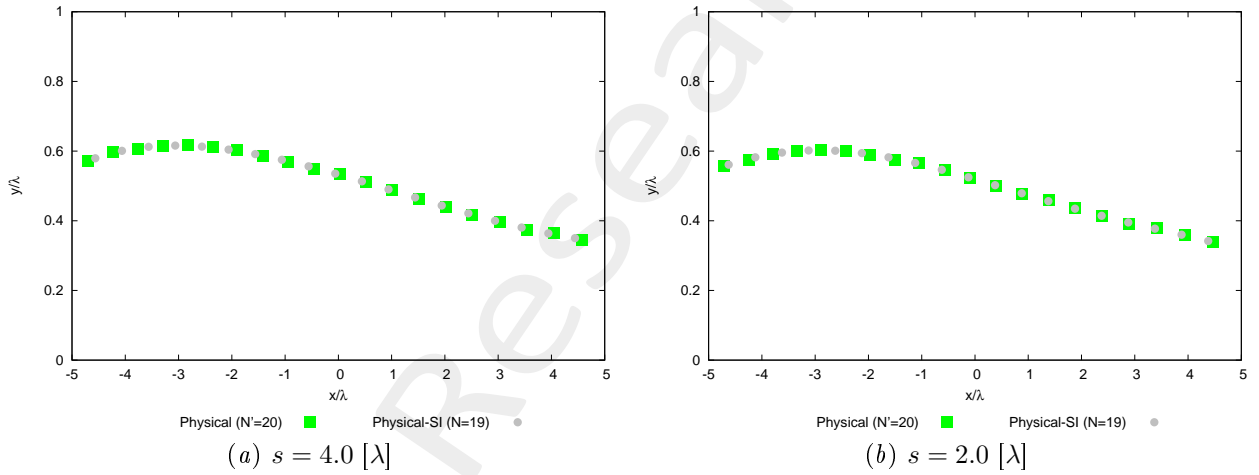 1
0.8
0.6
0.4
0.2
0
-5 -4 -3 -2 -1 0 1 2 3 4 5
y/λ
x/λ
Physical (N'=20)
Physical-SI (N=19)
(a) s = 4.0 [λ]
1
0.8
0.6
0.4
0.2
0
-5 -4 -3 -2 -1 0 1 2 3 4 5
y/λ
x/λ
Physical (N'=20)
Physical-SI (N=19)
(b) s = 2.0 [λ]